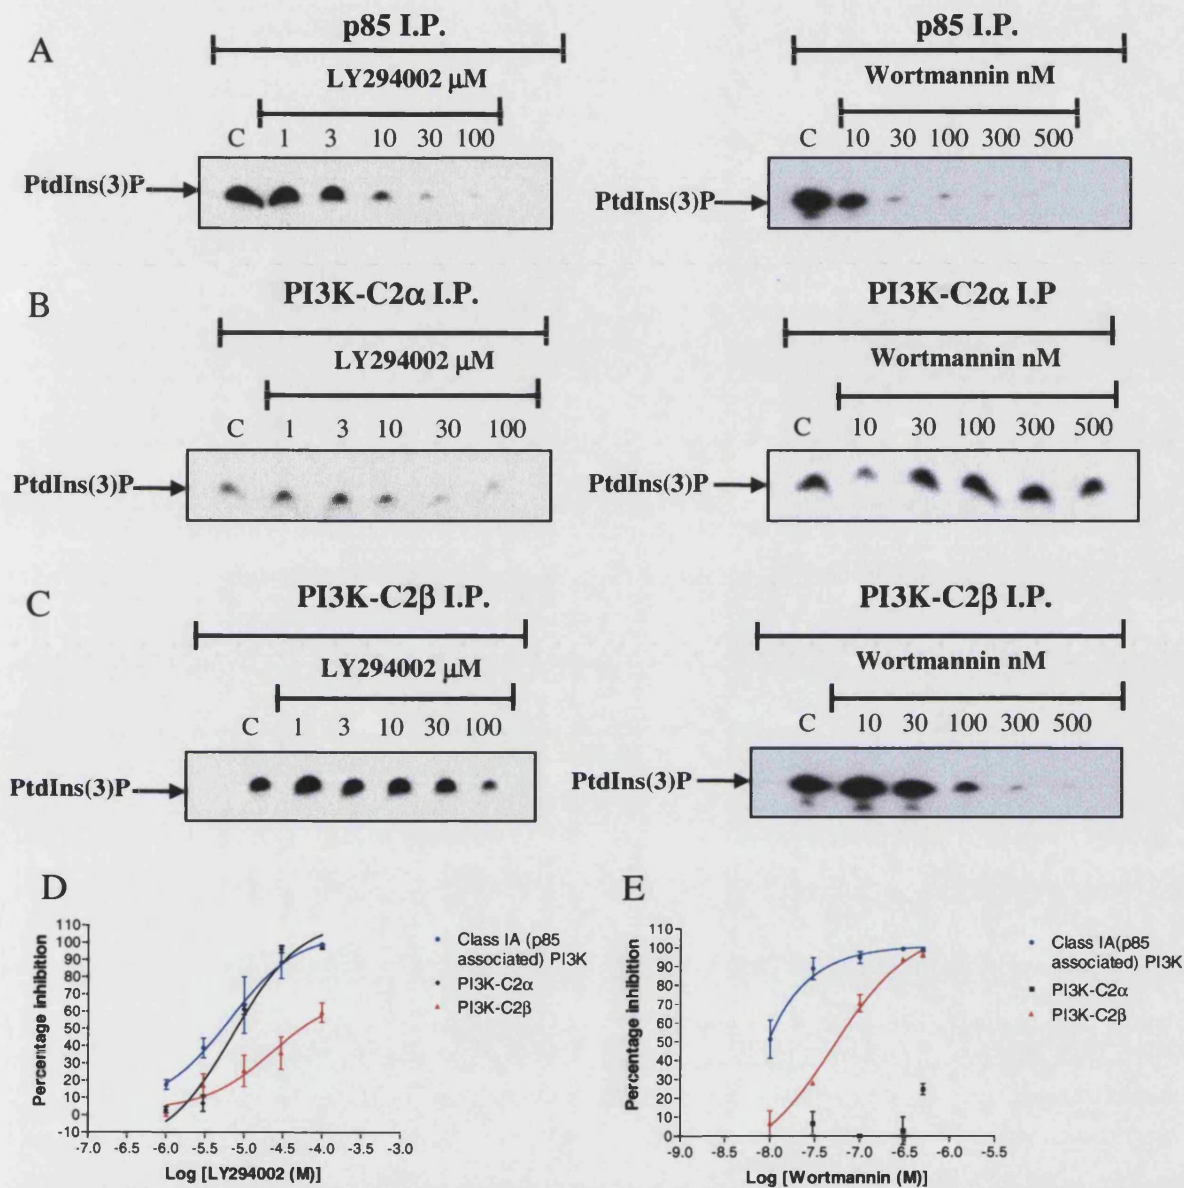 A
p85 I.P.
LY294002 µM
C 1 3 10 30 100
PtdIns(3)P
p85 I.P.
Wortmannin nM
C 10 30 100 300 500
PtdIns(3)P
B
PI3K-C2α I.P.
LY294002 µM
C 1 3 10 30 100
PtdIns(3)P
PI3K-C2α I.P
Wortmannin nM
C 10 30 100 300 500
PtdIns(3)P
C
PI3K-C2β I.P.
LY294002 µM
C 1 3 10 30 100
PtdIns(3)P
PI3K-C2β I.P.
Wortmannin nM
C 10 30 100 300 500
PtdIns(3)P
D
Percentage inhibition
110
100
90
80
70
60
50
40
30
20
10
0
-10
-7.0 -6.5 -6.0 -5.5 -5.0 -4.5 -4.0 -3.5 -3.0
Log [LY294002 (M)]
Class IA (p85
associated) PI3K
PI3K-C2α
PI3K-C2β
E
Percentage inhibition
110
100
90
80
70
60
50
40
30
20
10
0
-9.0 -8.5 -8.0 -7.5 -7.0 -6.5 -6.0 -5.5
Log [Wortmannin (M)]
Class IA(p85
associated) PI3K
PI3K-C2α
PI3K-C2β